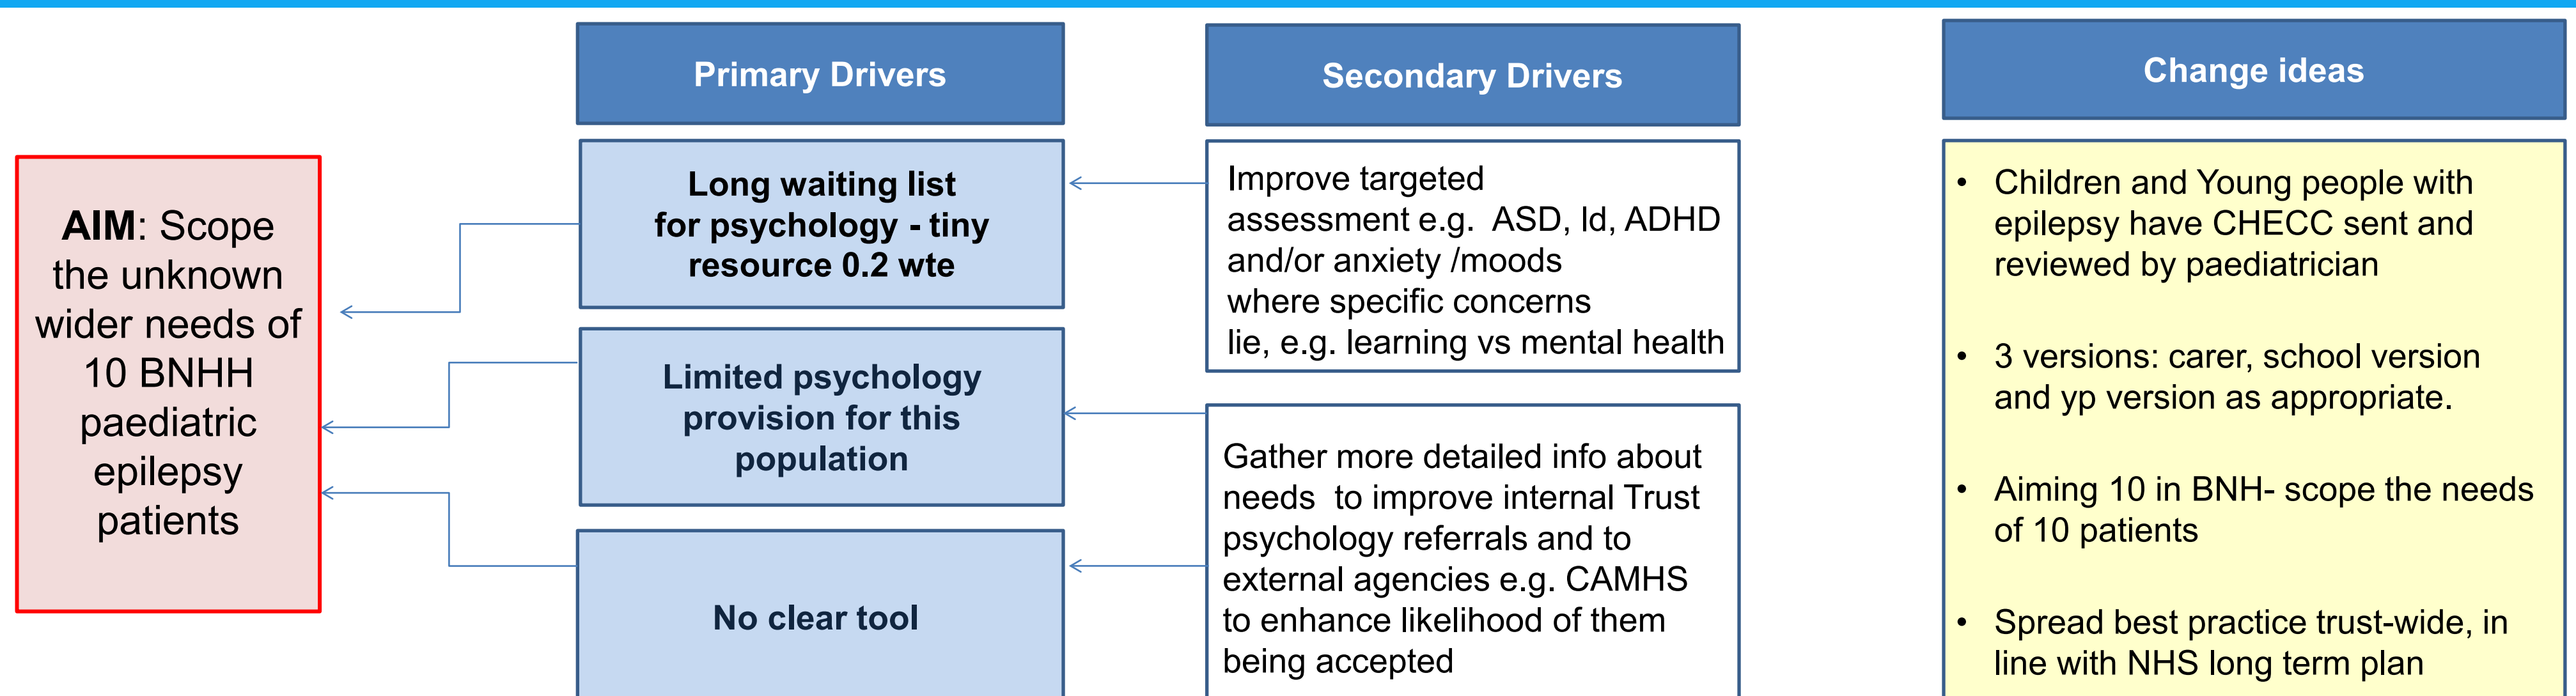 Primary Drivers
Secondary Drivers
Change ideas
AIM: Scope
the unknown
wider needs of
10 BNHH
paediatric
epilepsy
patients
Long waiting list
for psychology - tiny
resource 0.2 wte
Limited psychology
provision for this
population
No clear tool
Improve targeted
assessment e.g. ASD, ld, ADHD
and/or anxiety /moods
where specific concerns
lie, e.g. learning vs mental health
Gather more detailed info about
needs to improve internal Trust
psychology referrals and to
external agencies e.g. CAMHS
to enhance likelihood of them
being accepted
• Children and Young people with
epilepsy have CHECC sent and
reviewed by paediatrician
• 3 versions: carer, school version
and yp version as appropriate.
• Aiming 10 in BNH- scope the needs
of 10 patients
• Spread best practice trust-wide, in
line with NHS long term plan